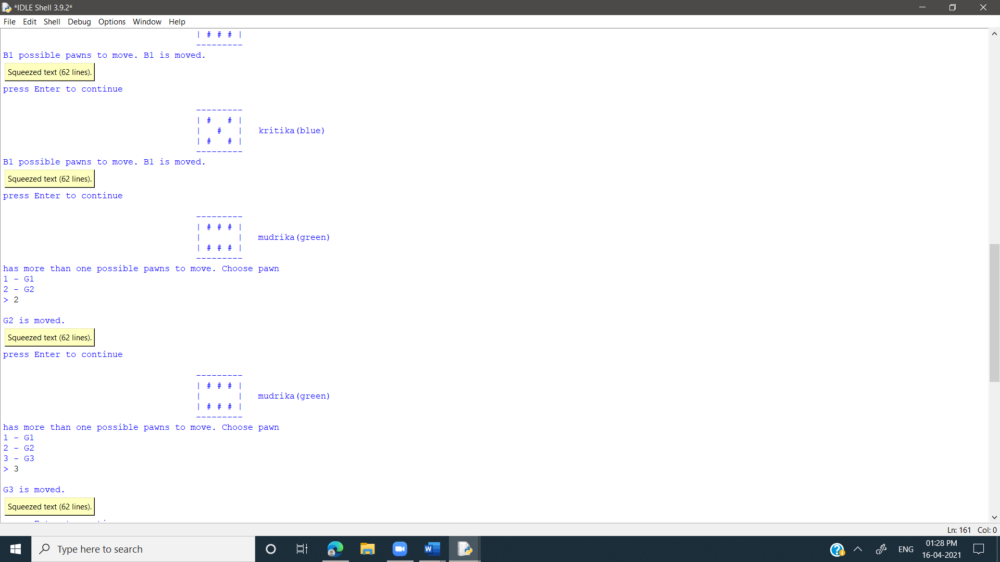 *IDLE Shell 3.9.2*
File Edit Shell Debug Options Window Help
| # # # |
---------
B1 possible pawns to move. B1 is moved.
Squeezed text (62 lines).
press Enter to continue
---------
| #   # |
|   #   |   kritika(blue)
| #   # |
---------
B1 possible pawns to move. B1 is moved.
Squeezed text (62 lines).
press Enter to continue
---------
| # # # |
|       |   mudrika(green)
| # # # |
---------
has more than one possible pawns to move. Choose pawn
1 - G1
2 - G2
> 2
G2 is moved.
Squeezed text (62 lines).
press Enter to continue
---------
| # # # |
|       |   mudrika(green)
| # # # |
---------
has more than one possible pawns to move. Choose pawn
1 - G1
2 - G2
3 - G3
> 3
G3 is moved.
Squeezed text (62 lines).
Ln: 161 Col: 0
Type here to search
ENG
01:28 PM
16-04-2021